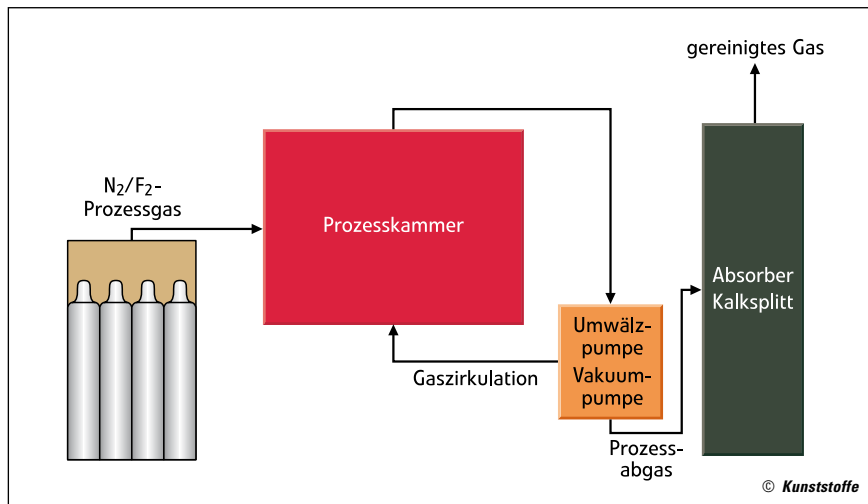 gereinigtes Gas
N2/F2-
Prozessgas
Prozesskammer
Absorber
Kalksplitt
Umwälz-
pumpe
Vakuum-
pumpe
Gaszirkulation
Prozess-
abgas
© Kunststoffe